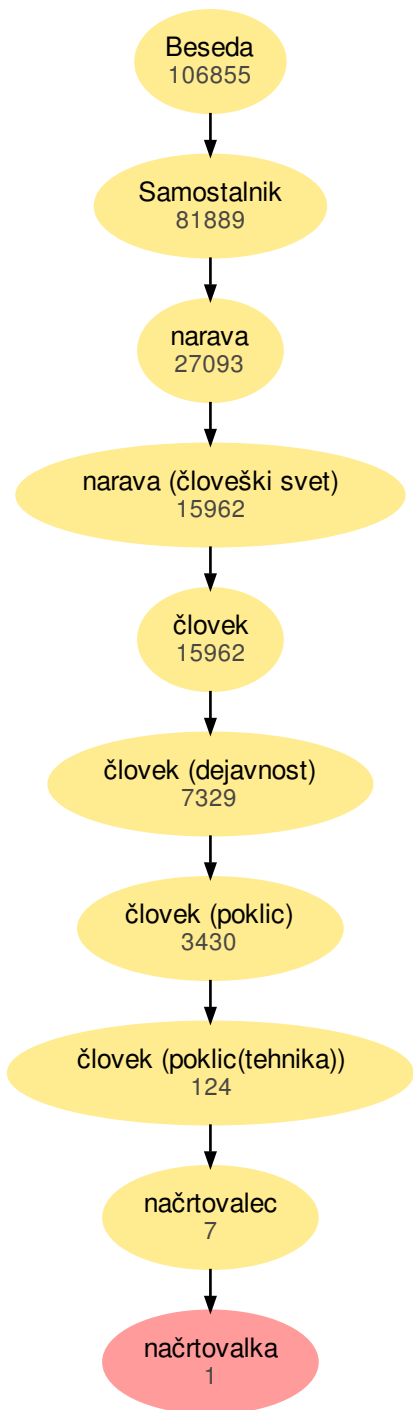 Beseda
106855
Samostalnik
81889
narava
27093
narava (človeški svet)
15962
človek
15962
človek (dejavnost)
7329
človek (poklic)
3430
človek (poklic(tehnika))
124
načrtovalec
7
načrtovalka
1